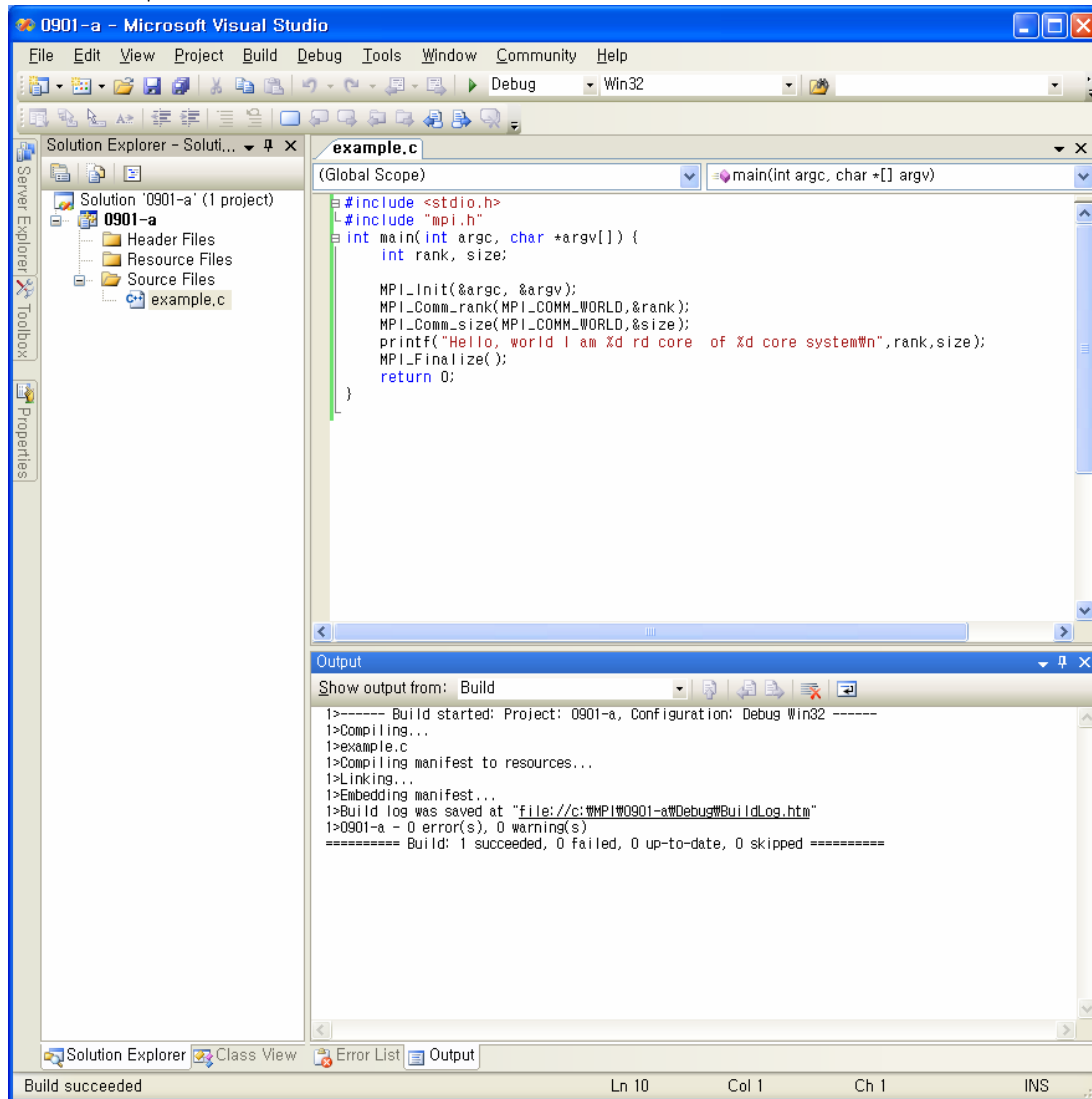 0901-a - Microsoft Visual Studio
File Edit View Project Build Debug Tools Window Community Help
Debug Win32
Solution Explorer - Soluti...
example.c
(Global Scope) main(int argc, char *[] argv)
Server Explorer
Toolbox
Properties
Solution '0901-a' (1 project)
0901-a
Header Files
Resource Files
Source Files
example.c
#include <stdio.h>
#include "mpi.h"
int main(int argc, char *argv[]) {
int rank, size;
MPI_Init(&argc, &argv);
MPI_Comm_rank(MPI_COMM_WORLD,&rank);
MPI_Comm_size(MPI_COMM_WORLD,&size);
printf("Hello, world I am %d rd core  of %d core system₩n",rank,size);
MPI_Finalize();
return 0;
}
Output
Show output from: Build
1>------ Build started: Project: 0901-a, Configuration: Debug Win32 ------
1>Compiling...
1>example.c
1>Compiling manifest to resources...
1>Linking...
1>Embedding manifest...
1>Build log was saved at "file://c:₩MPI₩0901-a₩Debug₩BuildLog.htm"
1>0901-a - 0 error(s), 0 warning(s)
========== Build: 1 succeeded, 0 failed, 0 up-to-date, 0 skipped ==========
Solution Explorer Class View Error List Output
Build succeeded Ln 10 Col 1 Ch 1 INS